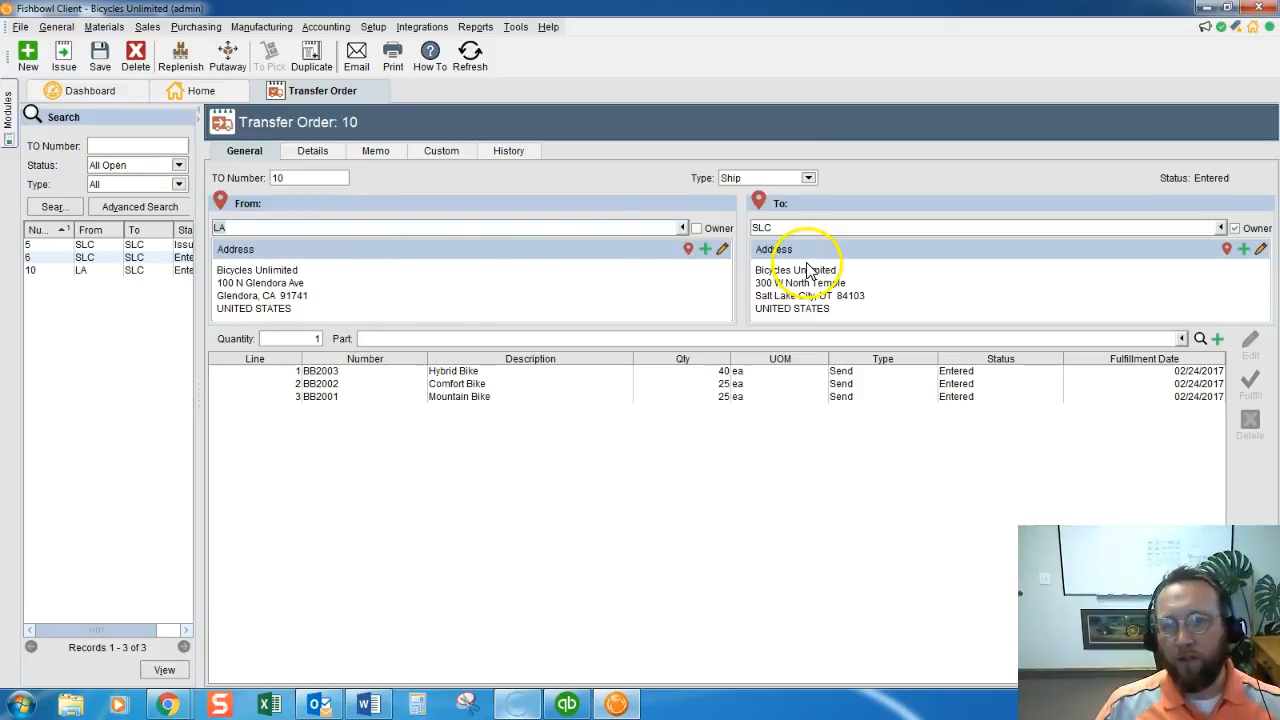 Fishbowl Client - Bicycles Unlimited (admin)
File General Materials Sales Purchasing Manufacturing Accounting Setup Integrations Reports Tools Help
New Issue Save Delete Replenish Putaway To Pick Duplicate Email Print How To Refresh
Modules
Dashboard Home Transfer Order
Search
TO Number:
Status: All Open
Type: All
Sear... Advanced Search
Nu... 1 From To Sta
5 SLC SLC Issu
6 SLC SLC Ente
10 LA SLC Ente
Records 1 - 3 of 3
View
Transfer Order: 10
General Details Memo Custom History
TO Number: 10 Type: Ship Status: Entered
From:
LA Owner
Address
Bicycles Unlimited
100 N Glendora Ave
Glendora, CA 91741
UNITED STATES
To:
SLC Owner
Address
Bicycles Unlimited
300 W North Temple
Salt Lake City, UT 84103
UNITED STATES
Quantity: 1 Part:
Line Number Description Qty UOM Type Status Fulfillment Date
1 BB2003 Hybrid Bike 40 ea Send Entered 02/24/2017
2 BB2002 Comfort Bike 25 ea Send Entered 02/24/2017
3 BB2001 Mountain Bike 25 ea Send Entered 02/24/2017
Edit
Fulfill
Delete